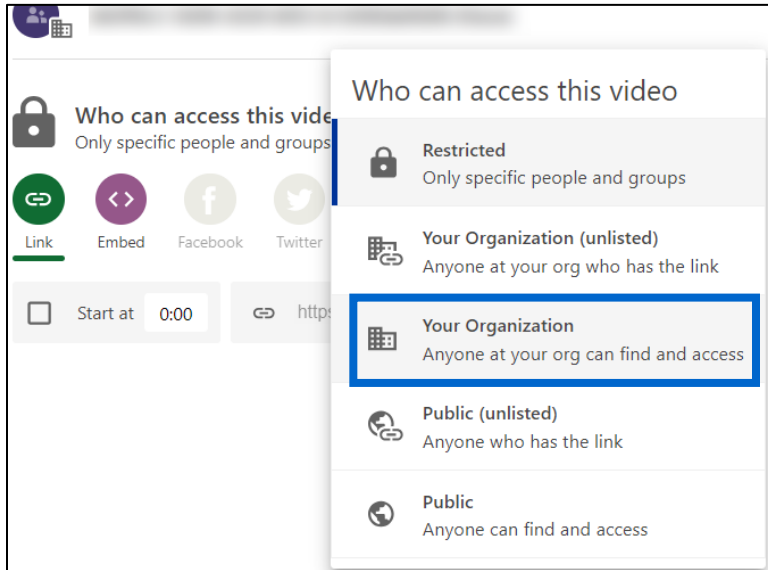 Who can access this vide
Only specific people and groups
Link
Embed
Facebook
Twitter
Start at
0:00
https
Who can access this video
Restricted
Only specific people and groups
Your Organization (unlisted)
Anyone at your org who has the link
Your Organization
Anyone at your org can find and access
Public (unlisted)
Anyone who has the link
Public
Anyone can find and access